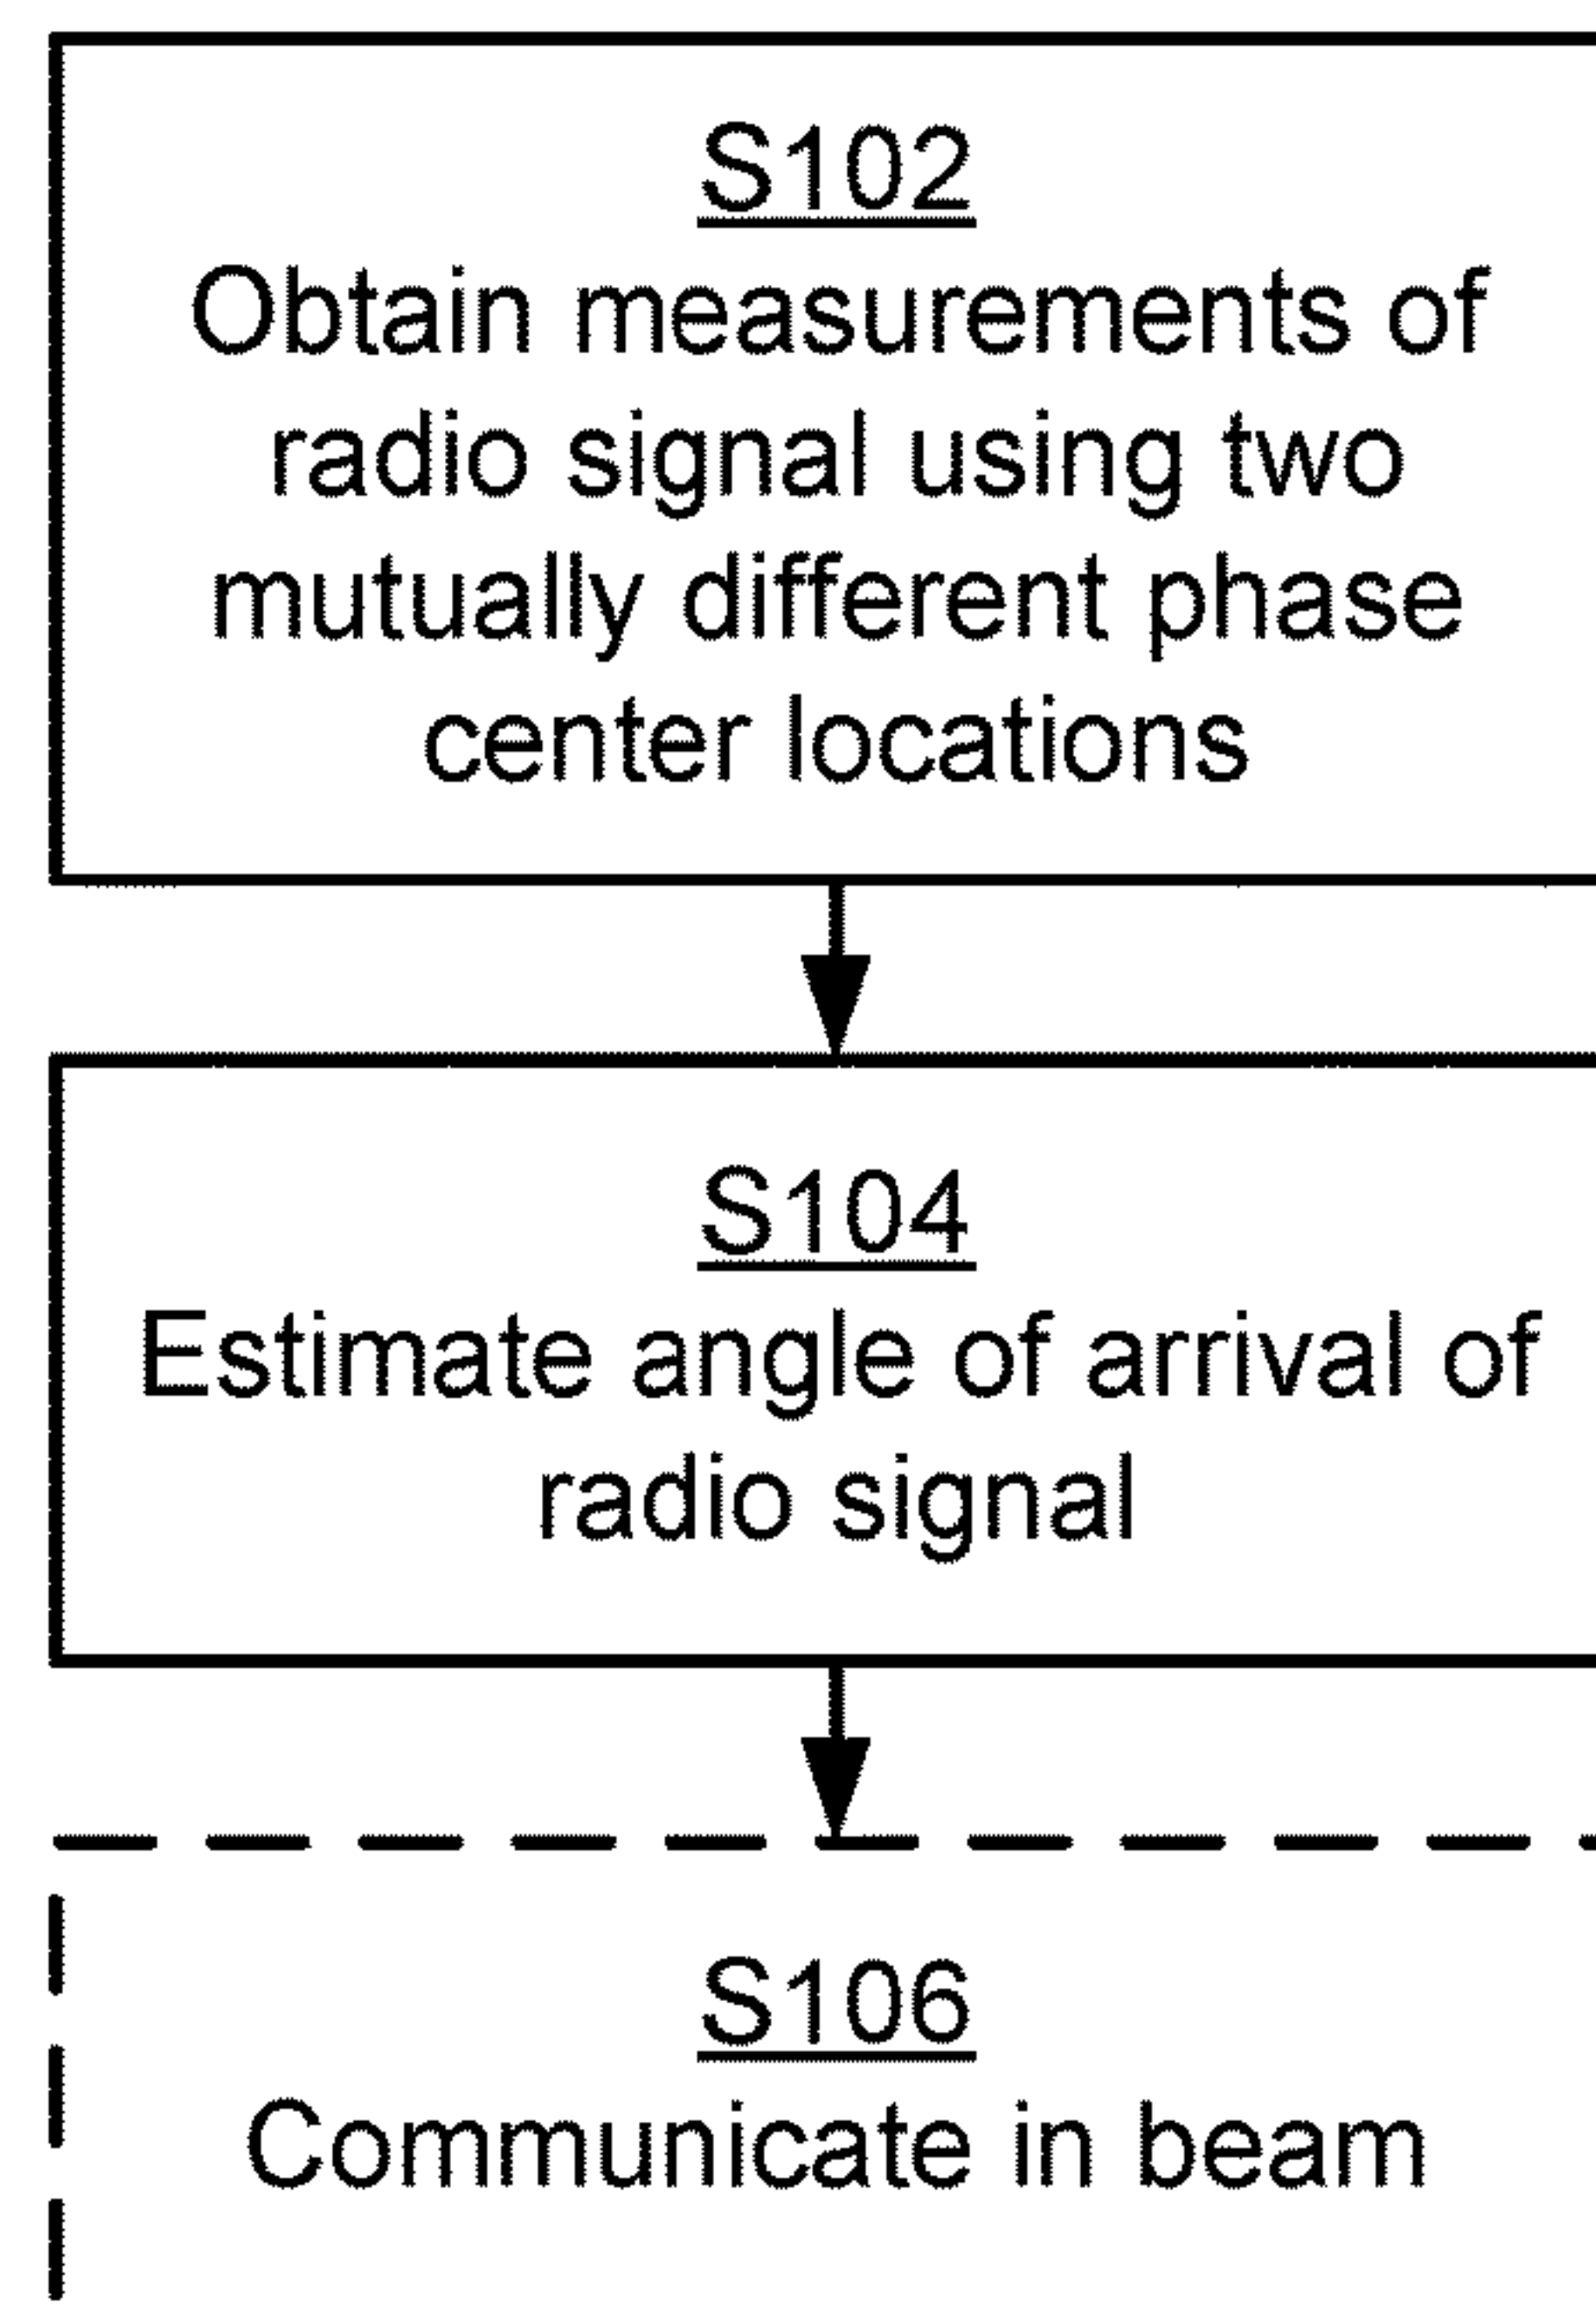 S102
Obtain measurements of
radio signal using two
mutually different phase
center locations
S104
Estimate angle of arrival of
radio signal
S106
Communicate in beam